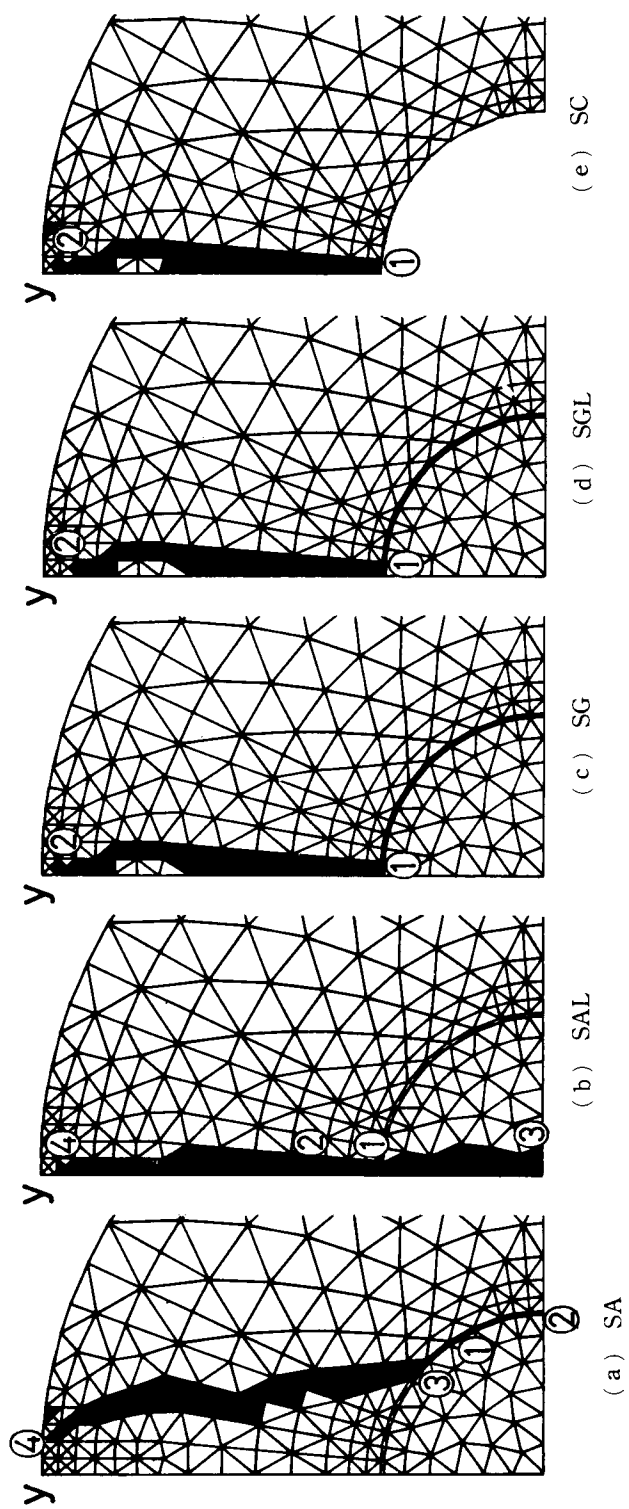 y
④
③
①
②
(a) SA
y
④
②
①
③
(b) SAL
y
②
①
(c) SG
y
②
①
(d) SGL
y
②
①
(e) SC